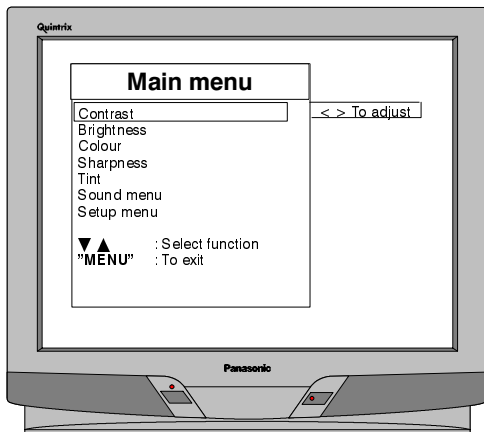 Quintrix
Main menu
Contrast
< > To adjust
Brightness
Colour
Sharpness
Tint
Sound menu
Setup menu
▼ ▲ : Select function
”MENU” : To exit
Panasonic